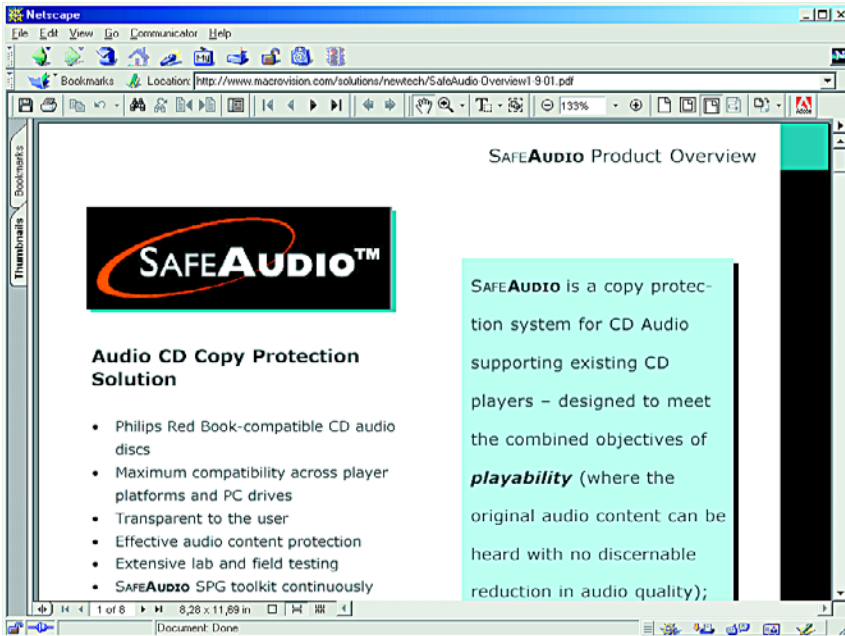 Netscape
File Edit View Go Communicator Help
My
Bookmarks Location: http://www.macrovision.com/solutions/newtech/SafeAudio-Overview1-9-01.pdf
133%
Adobe
Bookmarks
Thumbnails
SAFEAUDIO Product Overview
SAFEAUDIO™
Audio CD Copy Protection
Solution
• Philips Red Book-compatible CD audio
discs
• Maximum compatibility across player
platforms and PC drives
• Transparent to the user
• Effective audio content protection
• Extensive lab and field testing
• SAFEAUDIO SPG toolkit continuously
SAFEAUDIO is a copy protec-
tion system for CD Audio
supporting existing CD
players – designed to meet
the combined objectives of
playability (where the
original audio content can be
heard with no discernable
reduction in audio quality);
1 of 8 8,28 x 11,69 in
Document: Done